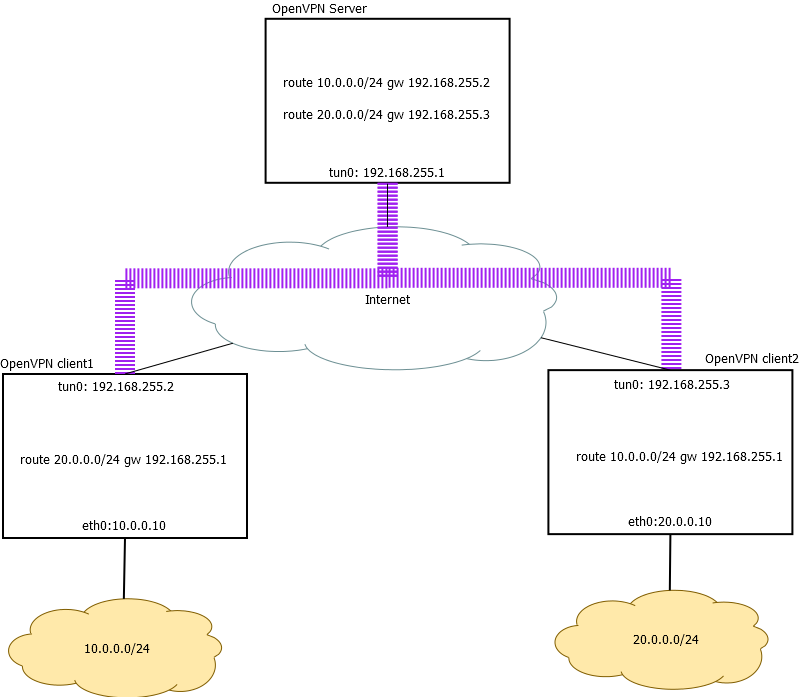 OpenVPN Server
route 10.0.0.0/24 gw 192.168.255.2
route 20.0.0.0/24 gw 192.168.255.3
tun0: 192.168.255.1
Internet
OpenVPN client1
tun0: 192.168.255.2
route 20.0.0.0/24 gw 192.168.255.1
eth0:10.0.0.10
10.0.0.0/24
OpenVPN client2
tun0: 192.168.255.3
route 10.0.0.0/24 gw 192.168.255.1
eth0:20.0.0.10
20.0.0.0/24